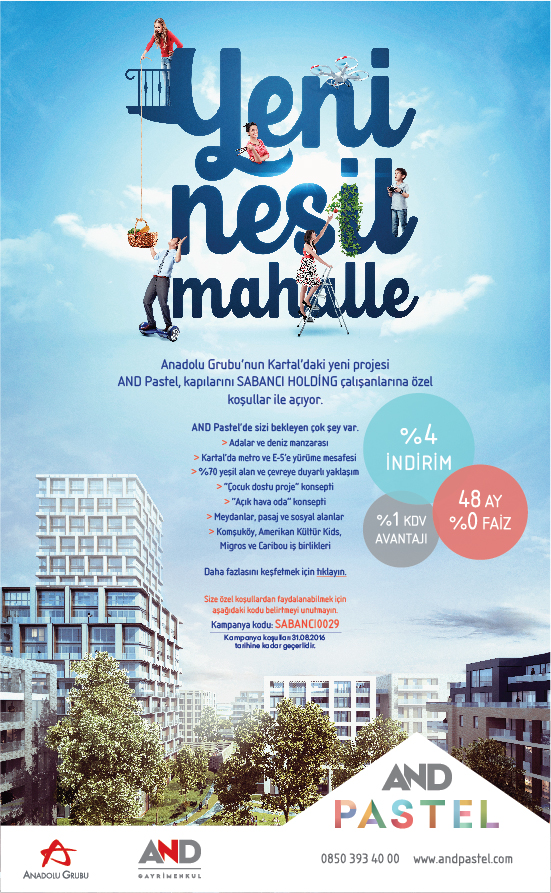 Yeni
nesil
mahalle
Anadolu Grubu'nun Kartal'daki yeni projesi
AND Pastel, kapılarını SABANCI HOLDİNG çalışanlarına özel
koşullar ile açıyor.
AND Pastel'de sizi bekleyen çok şey var.
> Adalar ve deniz manzarası
> Kartal'da metro ve E-5'e yürüme mesafesi
> %70 yeşil alan ve çevreye duyarlı yaklaşım
> "Çocuk dostu proje" konsepti
> "Açık hava oda" konsepti
> Meydanlar, pasaj ve sosyal alanlar
> Komşuköy, Amerikan Kültür Kids,
Migros ve Caribou iş birlikleri
Daha fazlasını keşfetmek için tıklayın.
%4
İNDİRİM
48 AY
%0 FAİZ
%1 KDV
AVANTAJI
Size özel koşullardan faydalanabilmek için
aşağıdaki kodu belirtmeyi unutmayın.
Kampanya kodu: SABANCI0029
Kampanya koşulları 31.08.2016
tarihine kadar geçerlidir.
AND
PASTEL
ANADOLU GRUBU
AND
GAYRİMENKUL
0850 393 40 00 www.andpastel.com